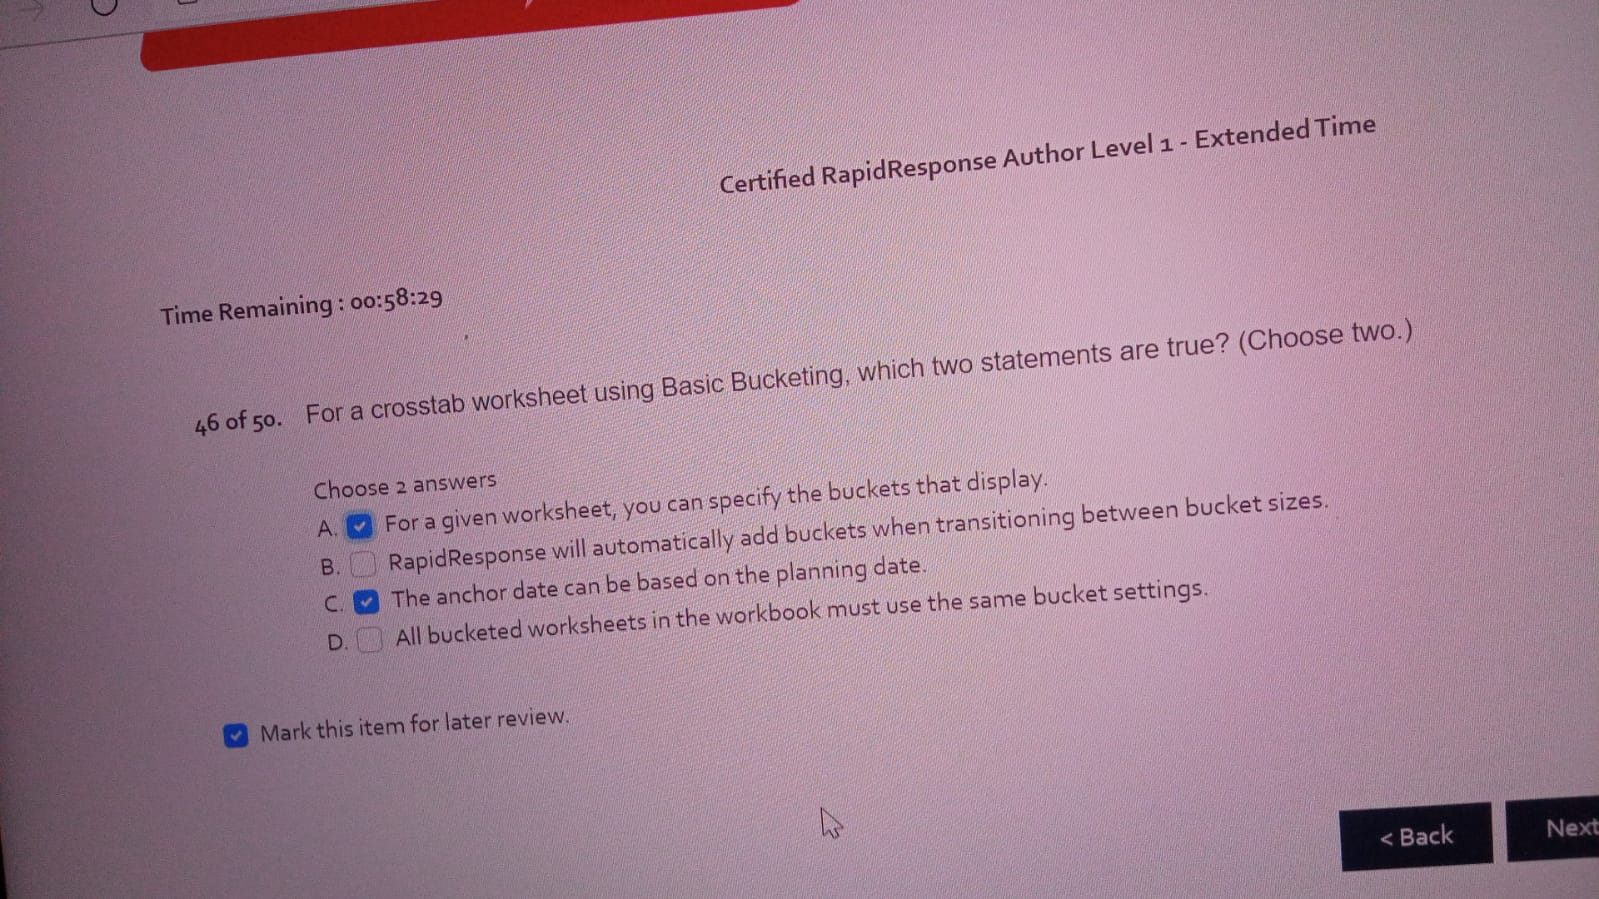 Certified RapidResponse Author Level 1 - Extended Time
Time Remaining : 00:58:29
46 of 50. For a crosstab worksheet using Basic Bucketing, which two statements are true? (Choose two.)
Choose 2 answers
A. For a given worksheet, you can specify the buckets that display.
B. RapidResponse will automatically add buckets when transitioning between bucket sizes.
C. The anchor date can be based on the planning date.
D. All bucketed worksheets in the workbook must use the same bucket settings.
Mark this item for later review.
< Back
Next